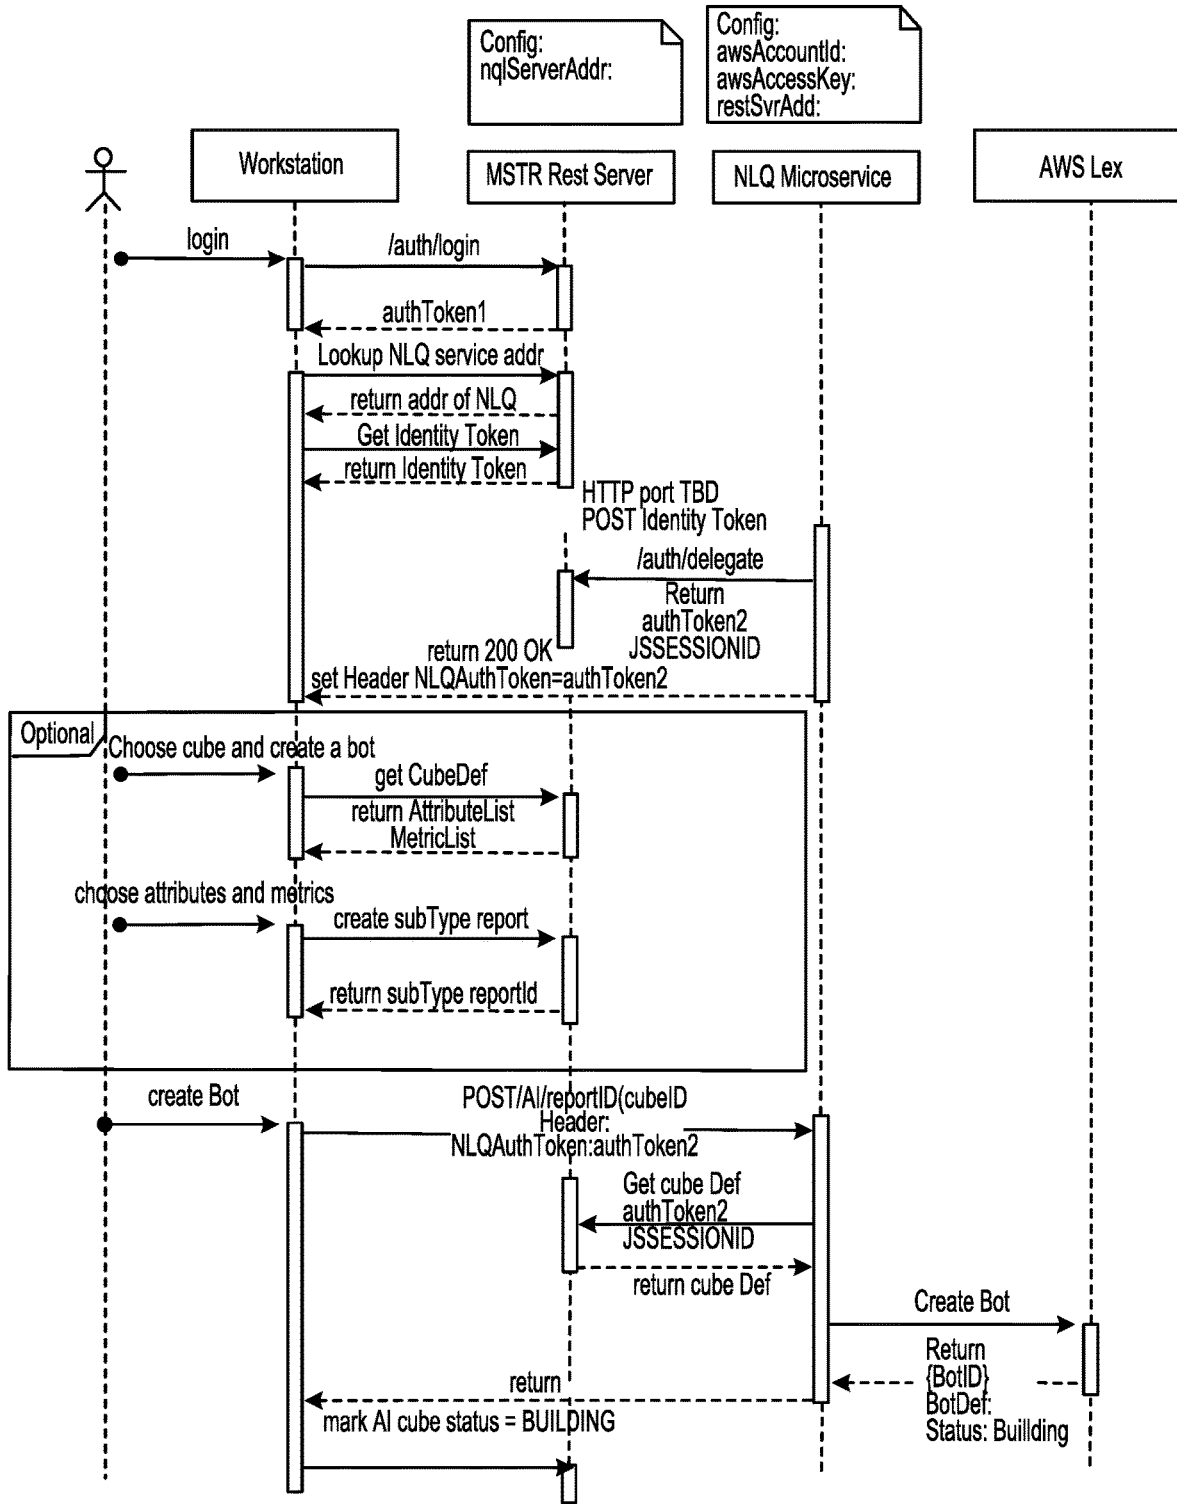 Config:
nqlServerAddr:
Config:
awsAccountId:
awsAccessKey:
restSvrAdd:
Workstation
MSTR Rest Server
NLQ Microservice
AWS Lex
login
/auth/login
authToken1
Lookup NLQ service addr
return addr of NLQ
Get Identity Token
return Identity Token
HTTP port TBD
POST Identity Token
/auth/delegate
Return
authToken2
JSSESSIONID
return 200 OK
set Header NLQAuthToken=authToken2
Optional
Choose cube and create a bot
get CubeDef
return AttributeList
MetricList
choose attributes and metrics
create subType report
return subType reportId
create Bot
POST/AI/reportID(cubeID
Header:
NLQAuthToken:authToken2
Get cube Def
authToken2
JSSESSIONID
return cube Def
Create Bot
Return
{BotID}
BotDef:
Status: Buillding
return
mark AI cube status = BUILDING